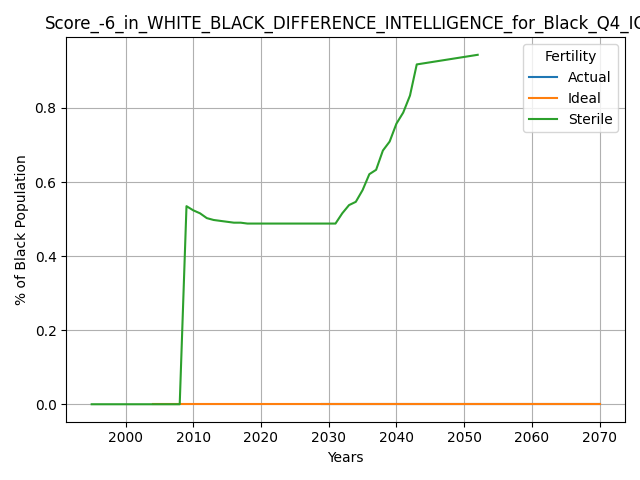 Score_-6_in_WHITE_BLACK_DIFFERENCE_INTELLIGENCE_for_Black_Q4_IQ
Fertility
Actual
Ideal
Sterile
% of Black Population
0.8
0.6
0.4
0.2
0.0
2000 2010 2020 2030 2040 2050 2060 2070
Years